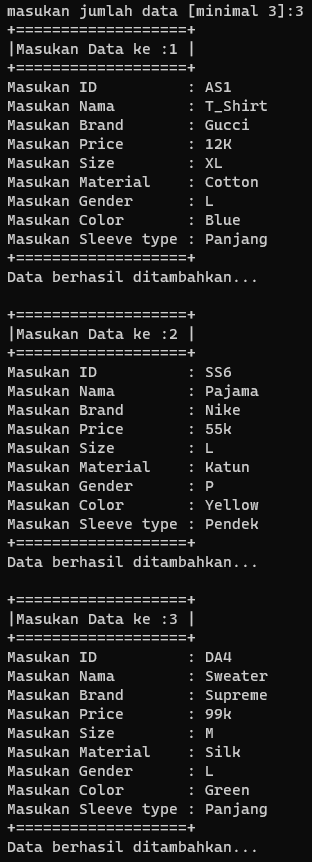 masukan jumlah data [minimal 3]:3
+===================+
|Masukan Data ke :1 |
+===================+
Masukan ID          : AS1
Masukan Nama        : T_Shirt
Masukan Brand       : Gucci
Masukan Price       : 12K
Masukan Size        : XL
Masukan Material    : Cotton
Masukan Gender      : L
Masukan Color       : Blue
Masukan Sleeve type : Panjang
+===================+
Data berhasil ditambahkan...

+===================+
|Masukan Data ke :2 |
+===================+
Masukan ID          : SS6
Masukan Nama        : Pajama
Masukan Brand       : Nike
Masukan Price       : 55k
Masukan Size        : L
Masukan Material    : Katun
Masukan Gender      : P
Masukan Color       : Yellow
Masukan Sleeve type : Pendek
+===================+
Data berhasil ditambahkan...

+===================+
|Masukan Data ke :3 |
+===================+
Masukan ID          : DA4
Masukan Nama        : Sweater
Masukan Brand       : Supreme
Masukan Price       : 99k
Masukan Size        : M
Masukan Material    : Silk
Masukan Gender      : L
Masukan Color       : Green
Masukan Sleeve type : Panjang
+===================+
Data berhasil ditambahkan...